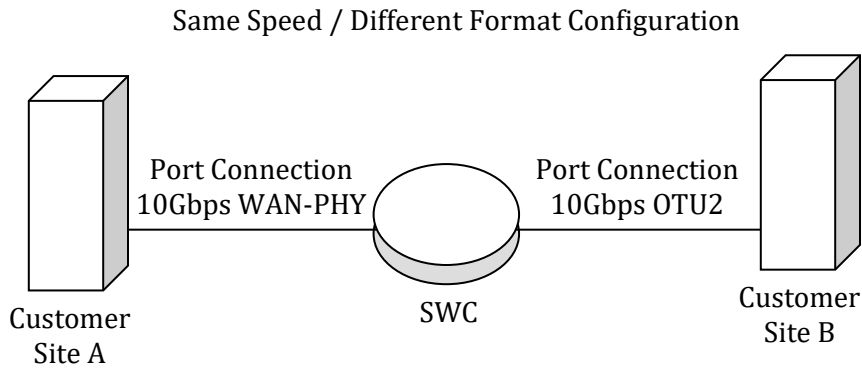 Same Speed / Different Format Configuration
Port Connection
10Gbps WAN-PHY
Port Connection
10Gbps OTU2
SWC
Customer
Site A
Customer
Site B